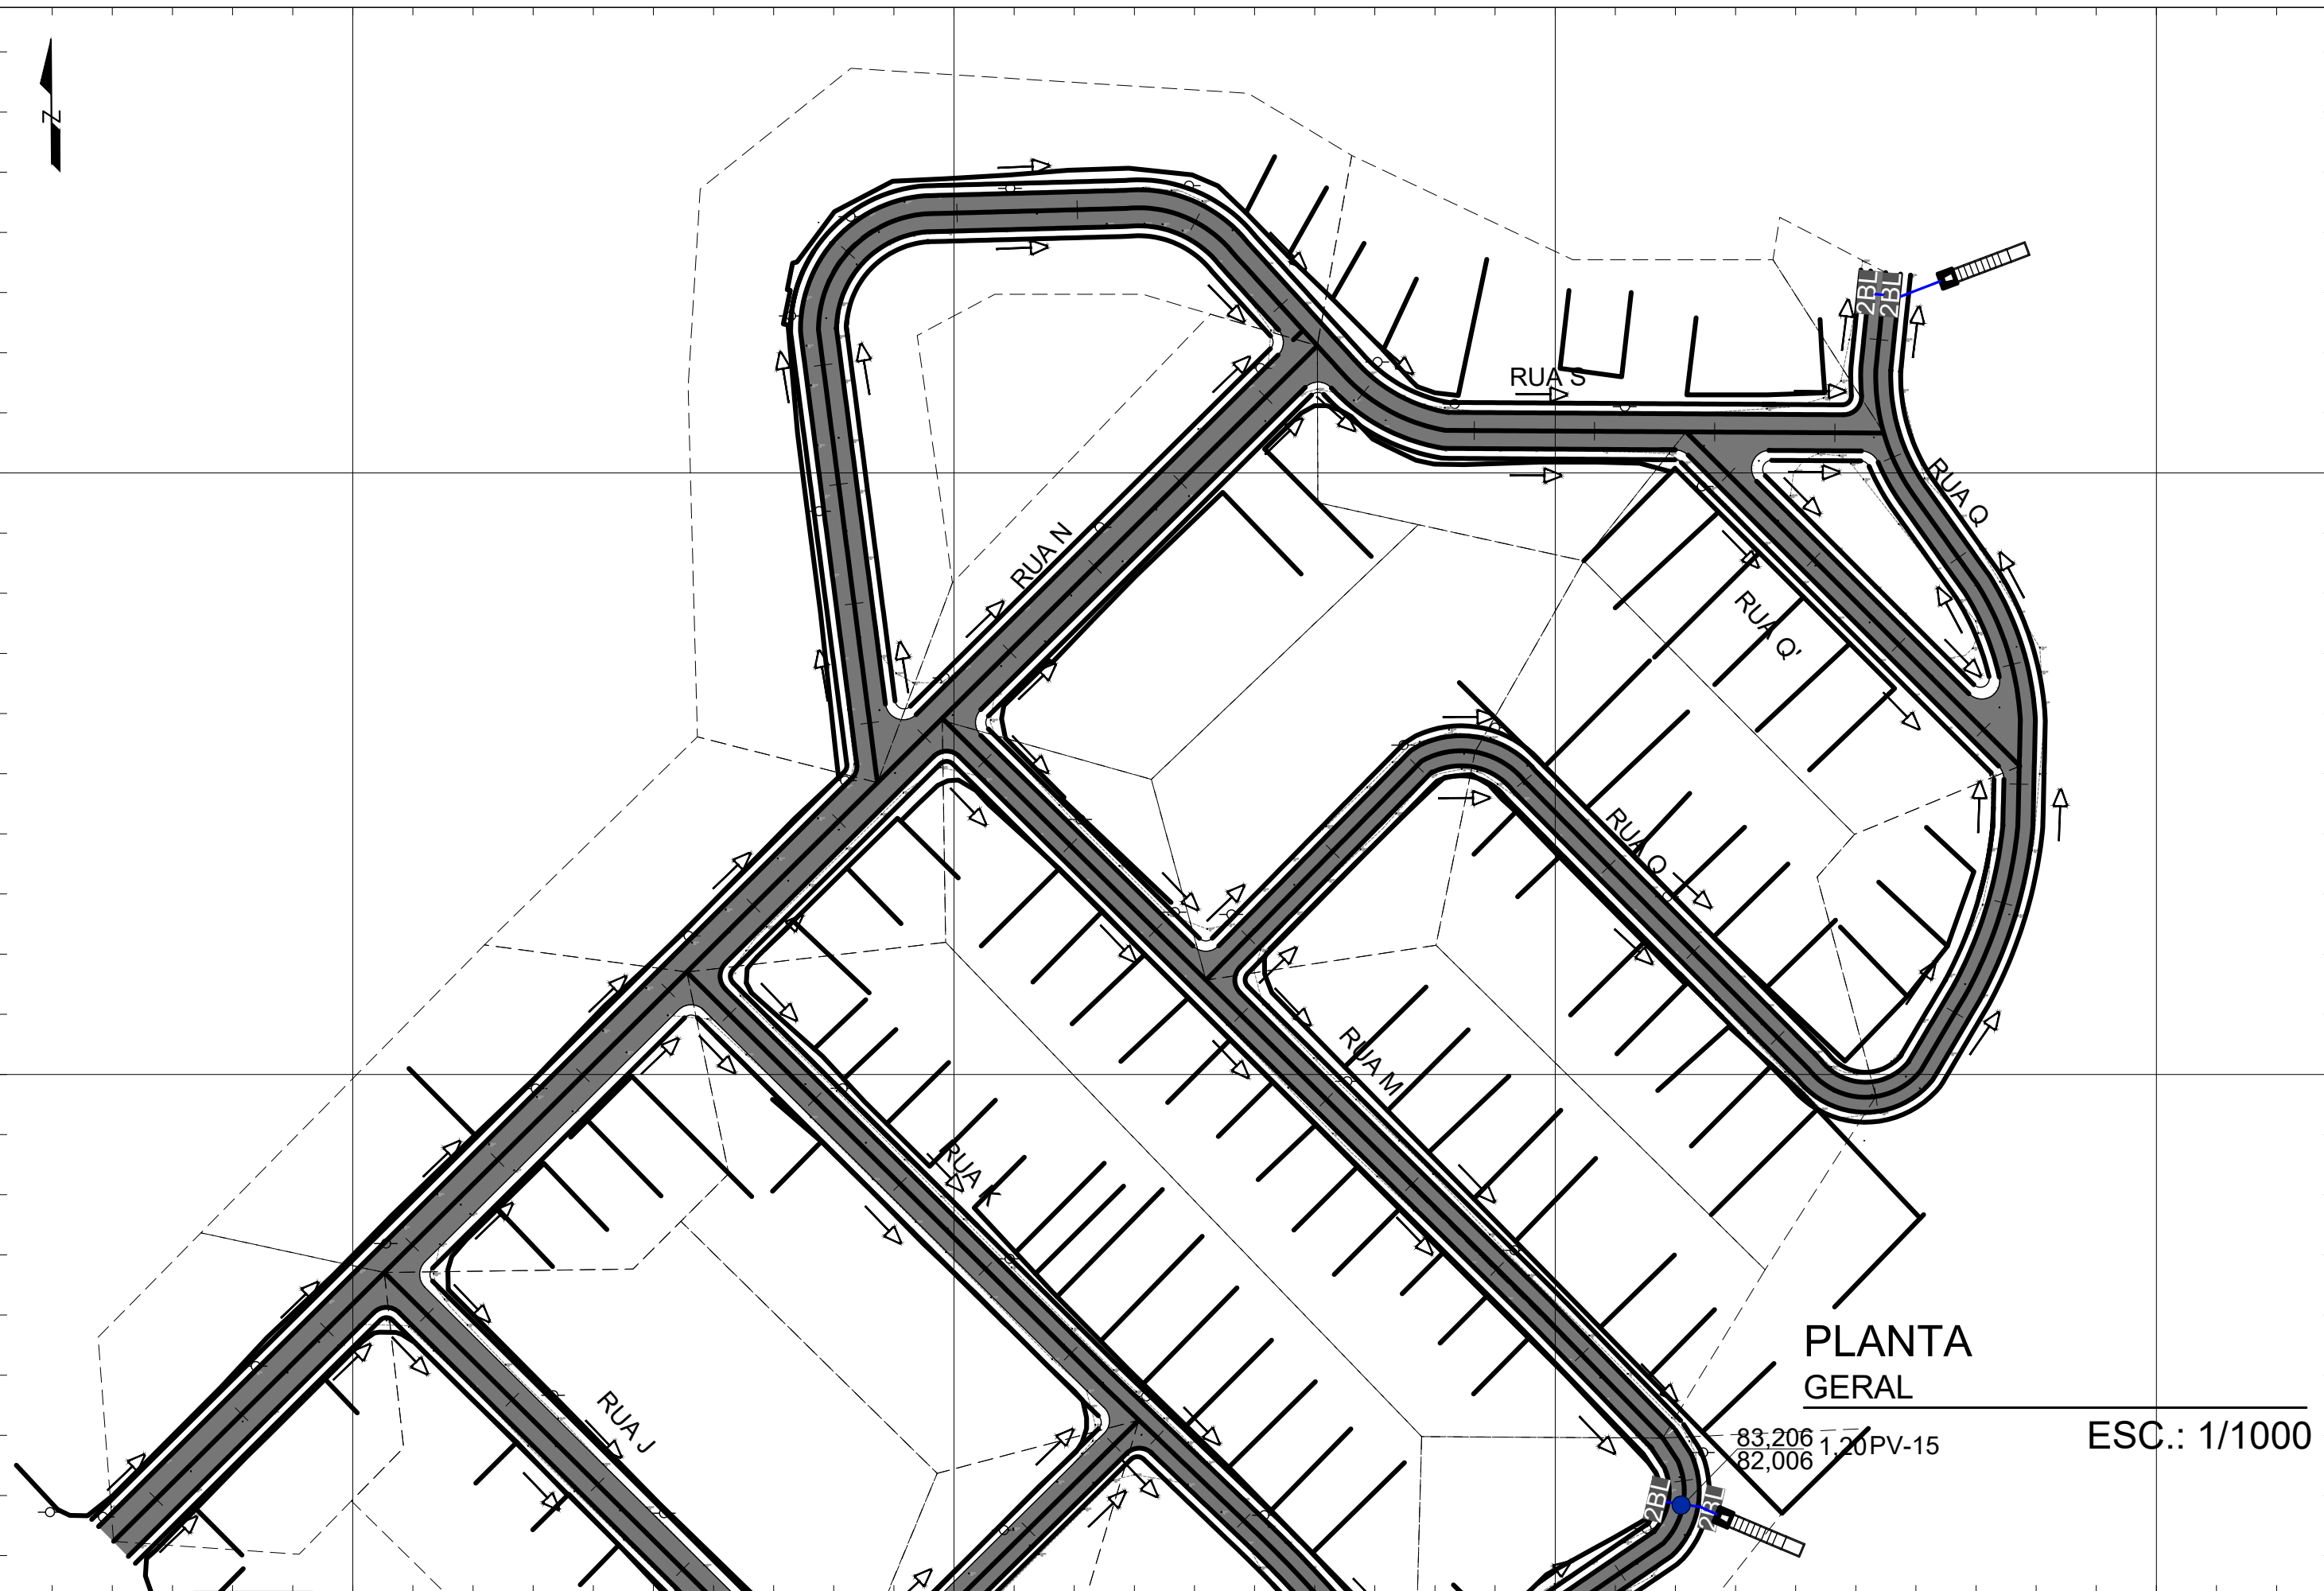 N
2BL
2BL
RUA S
RUA Q
RUA N
RUA Q'
RUA Q
RUA M
RUA K
PLANTA
GERAL
ESC.: 1/1000
83,206
82,006
1,20 PV-15
RUA J
2BL
2BL